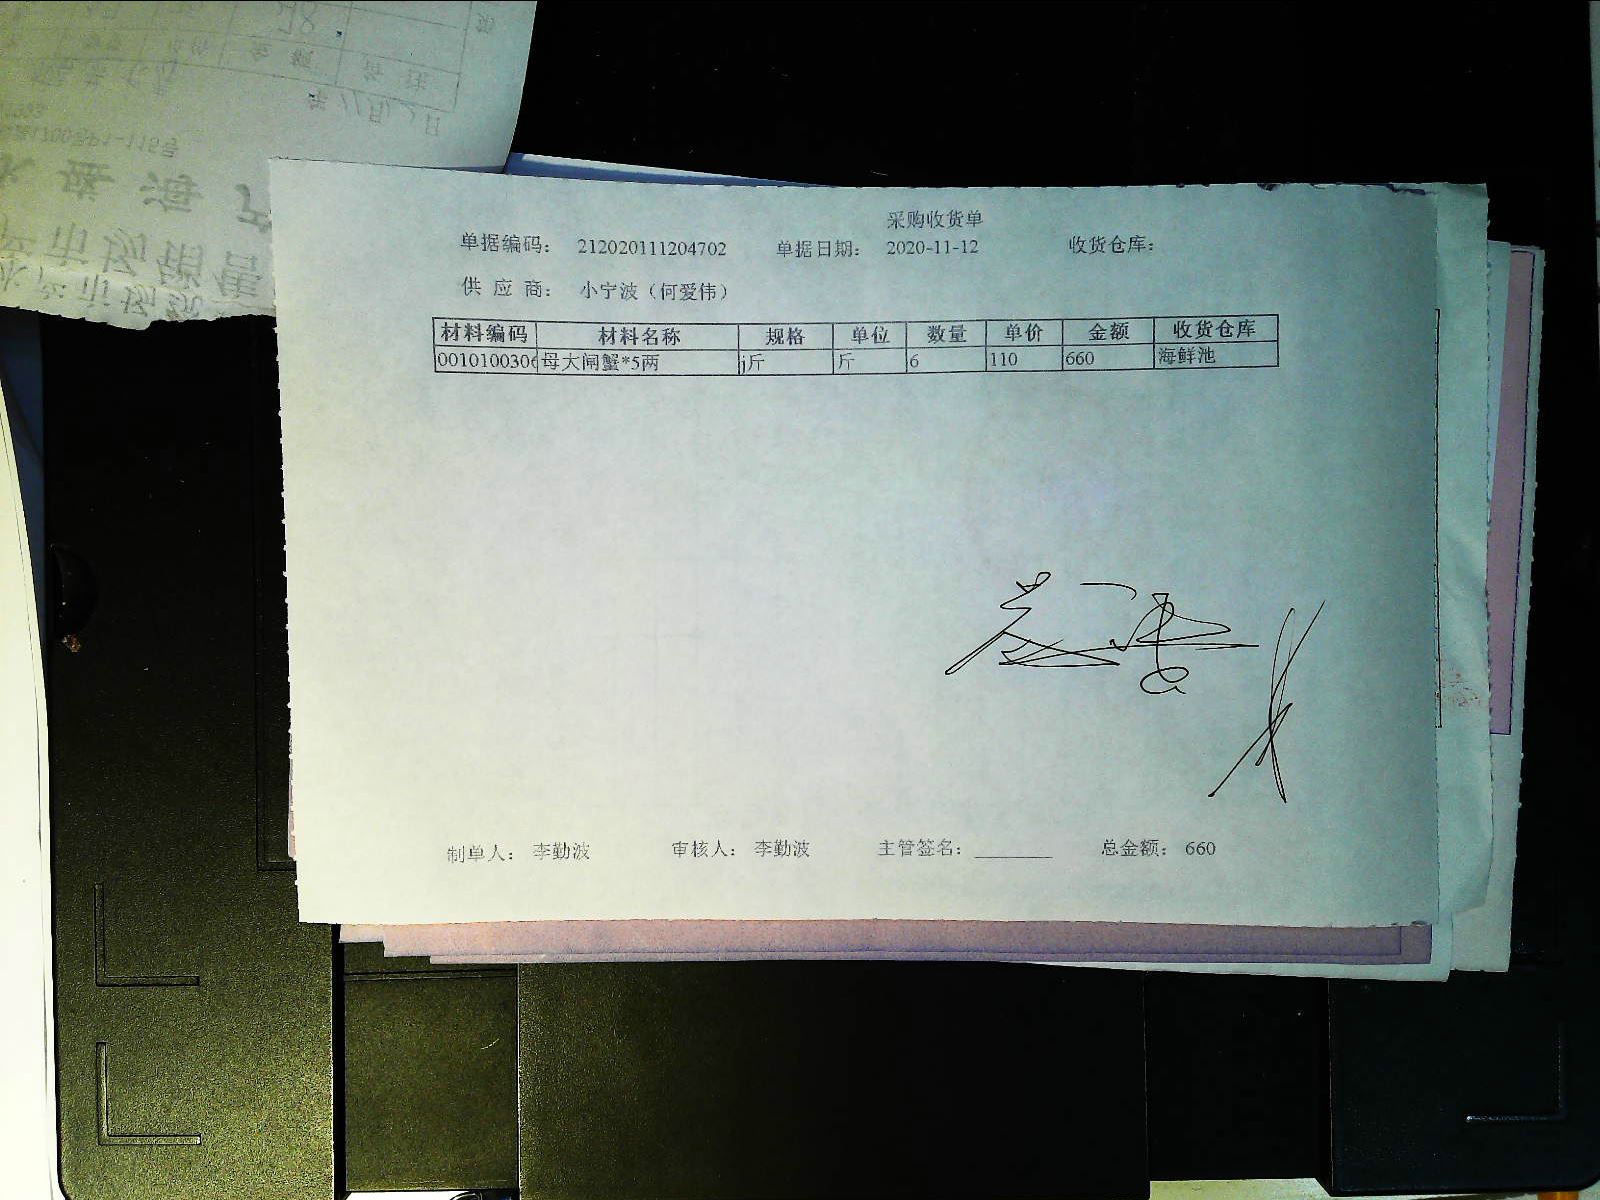 采购收货单
单据编码： 212020111204702 单据日期： 2020-11-12 收货仓库：
供 应 商： 小宁波（何爱伟）
材料编码 材料名称 规格 单位 数量 单价 金额 收货仓库
0010100306 母大闸蟹*5两 j斤 斤 6 110 660 海鲜池
制单人： 李勤波 审核人： 李勤波 主管签名：________ 总金额： 660